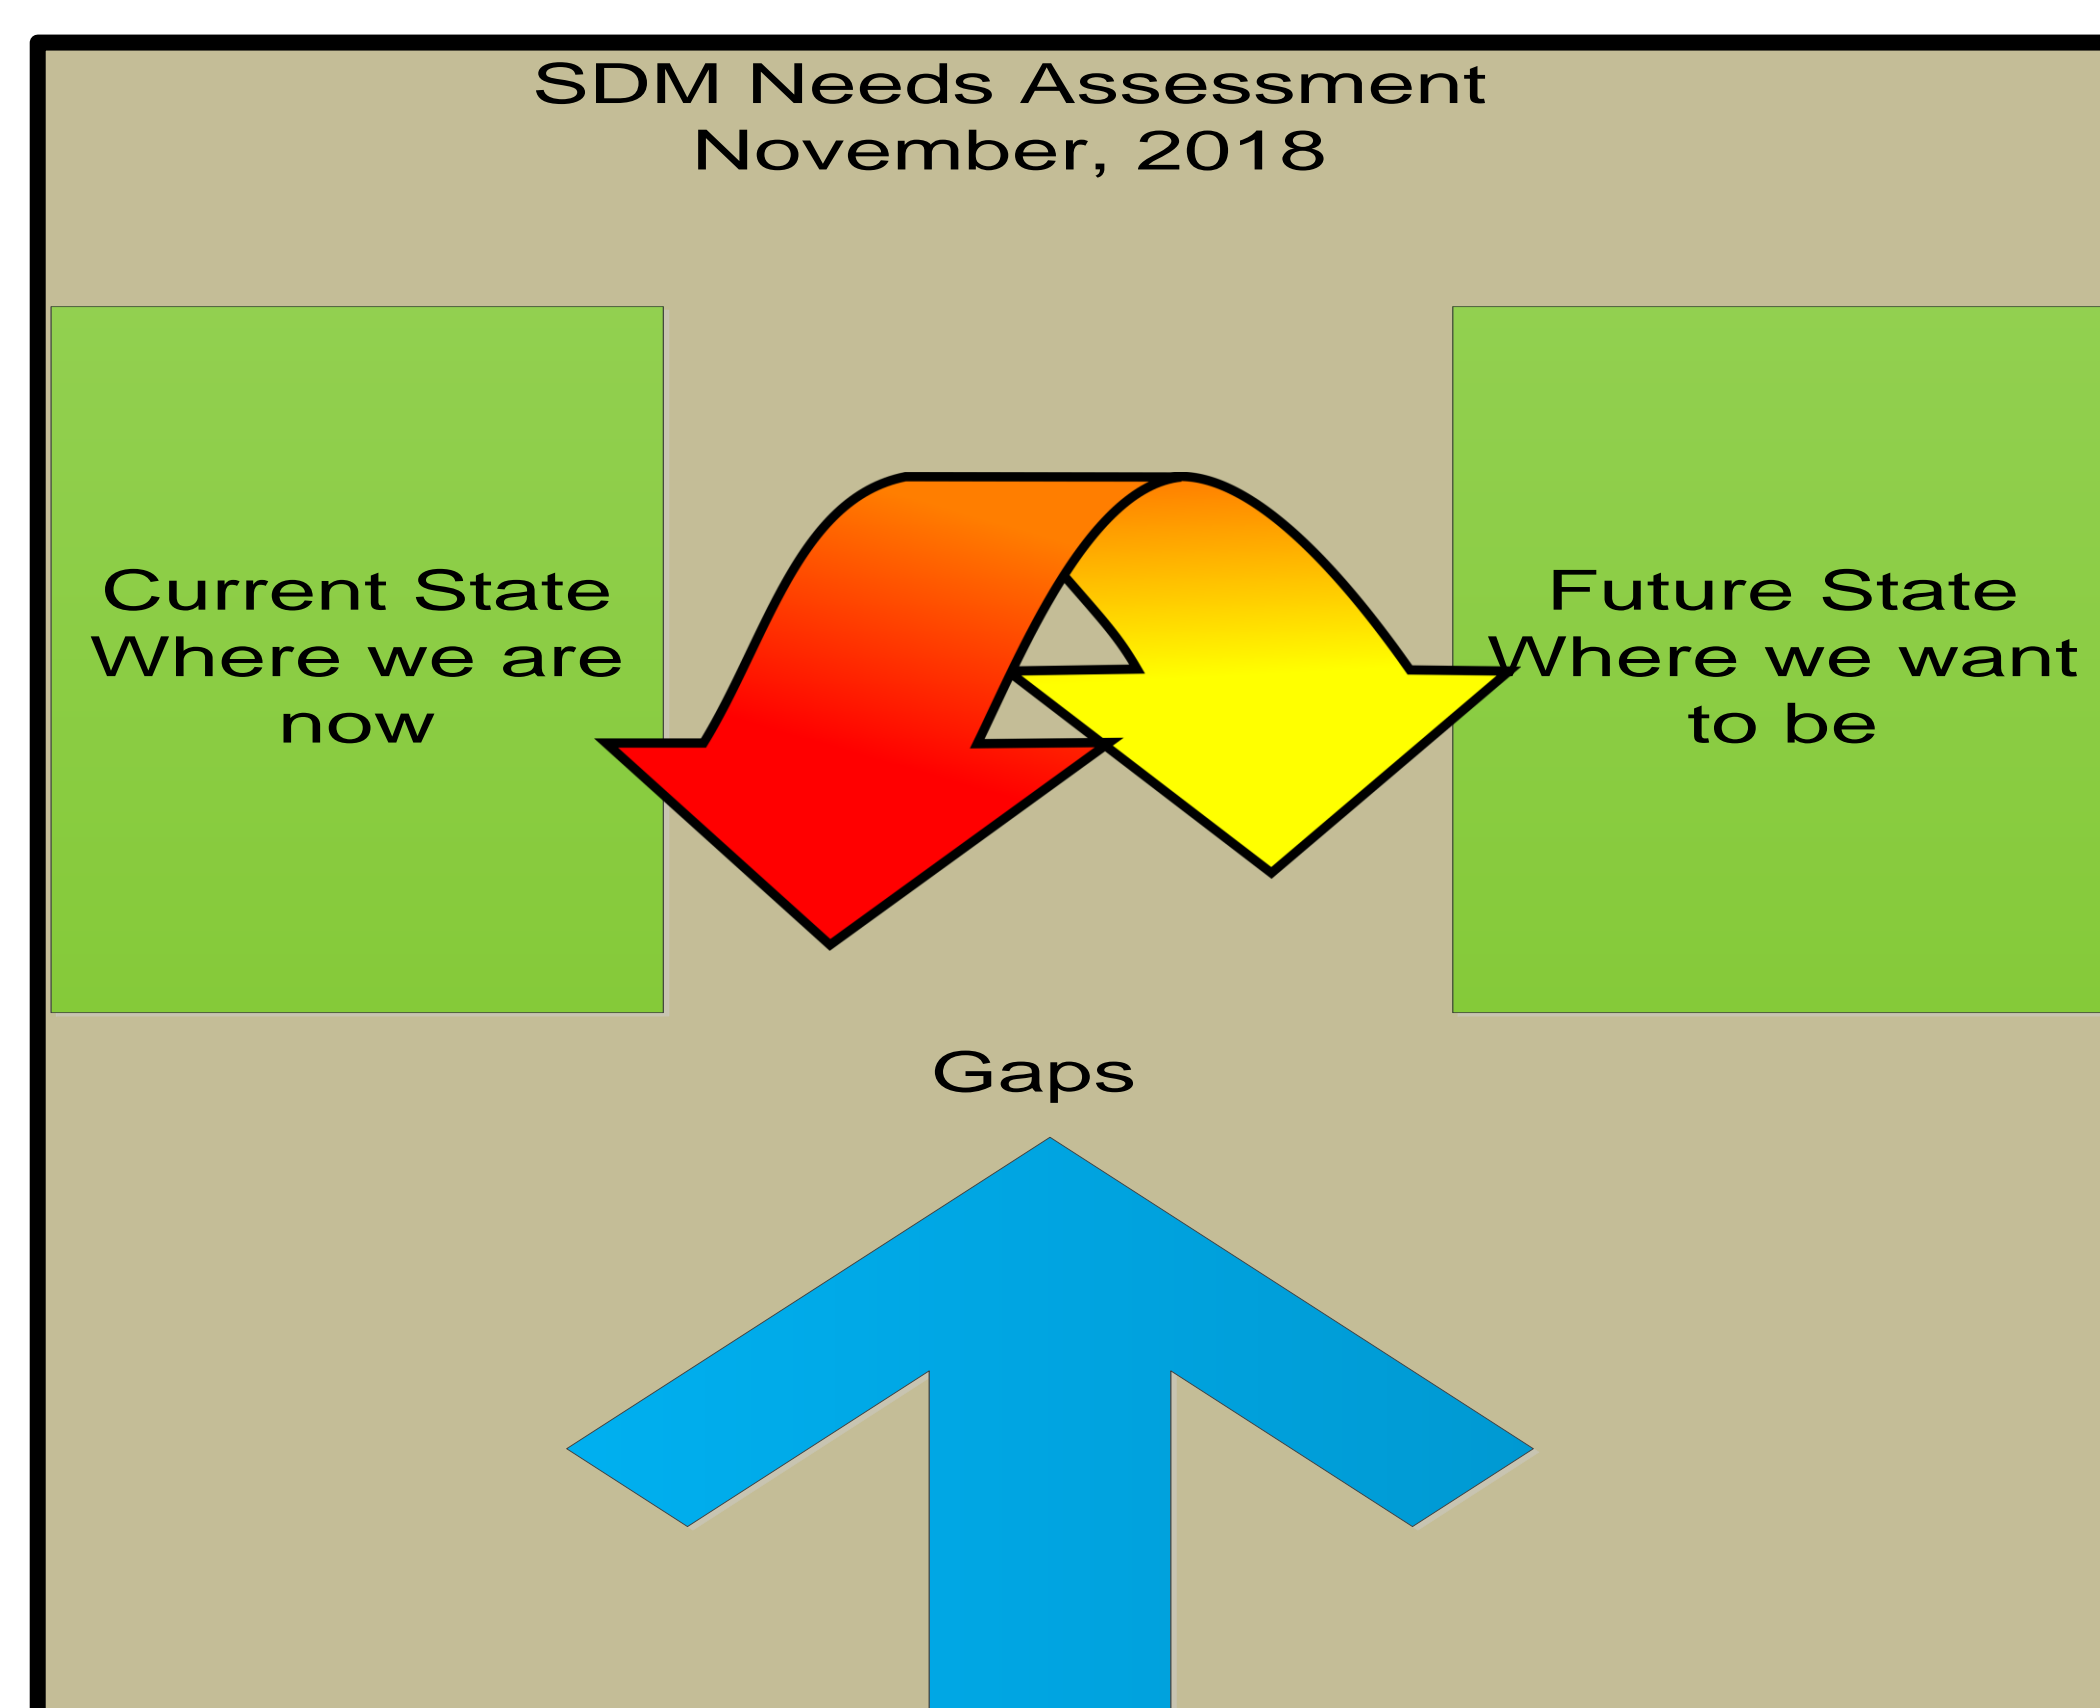 SDM Needs Assessment
November, 2018
Current State
Where we are
now
Future State
Where we want
to be
Gaps